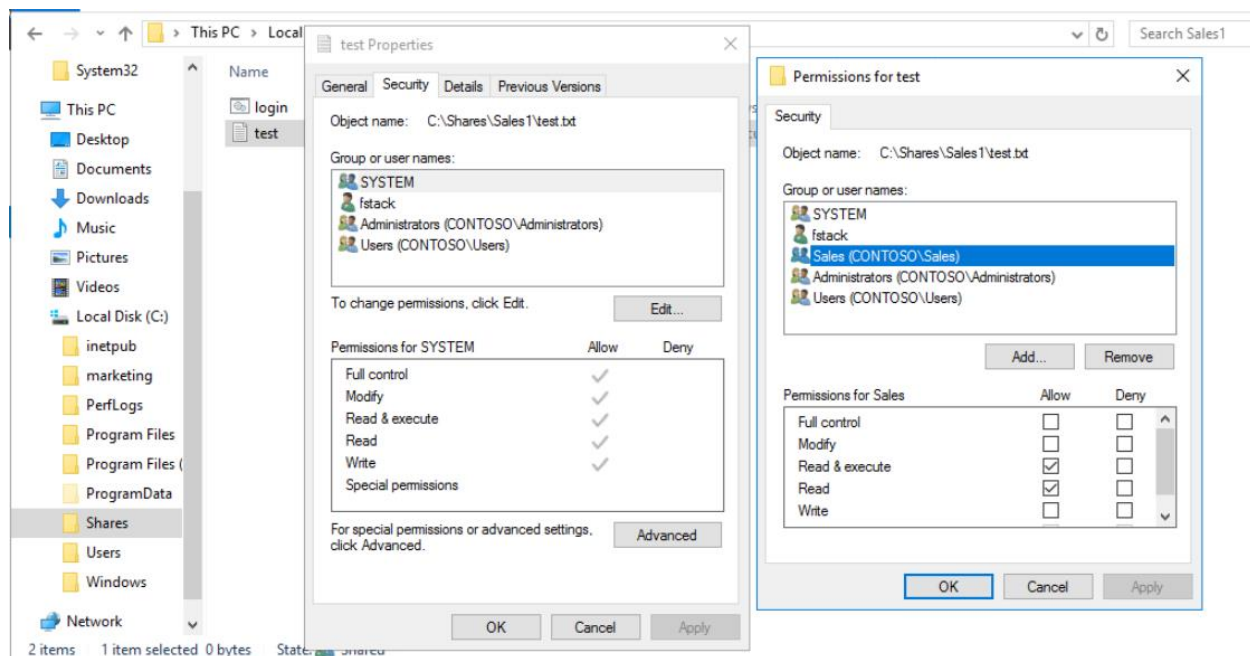 This PC > Local
Search Sales1
System32
This PC
Desktop
Documents
Downloads
Music
Pictures
Videos
Local Disk (C:)
inetpub
marketing
PerfLogs
Program Files
Program Files (
ProgramData
Shares
Users
Windows
Network
Name
login
test
2 items 1 item selected 0 bytes State: Shared
test Properties
General Security Details Previous Versions
Object name: C:\Shares\Sales1\test.txt
Group or user names:
SYSTEM
fstack
Administrators (CONTOSO\Administrators)
Users (CONTOSO\Users)
To change permissions, click Edit.
Edit...
Permissions for SYSTEM Allow Deny
Full control
Modify
Read & execute
Read
Write
Special permissions
For special permissions or advanced settings,
click Advanced.
Advanced
OK Cancel Apply
Permissions for test
Security
Object name: C:\Shares\Sales1\test.txt
Group or user names:
SYSTEM
fstack
Sales (CONTOSO\Sales)
Administrators (CONTOSO\Administrators)
Users (CONTOSO\Users)
Add... Remove
Permissions for Sales Allow Deny
Full control
Modify
Read & execute
Read
Write
OK Cancel Apply